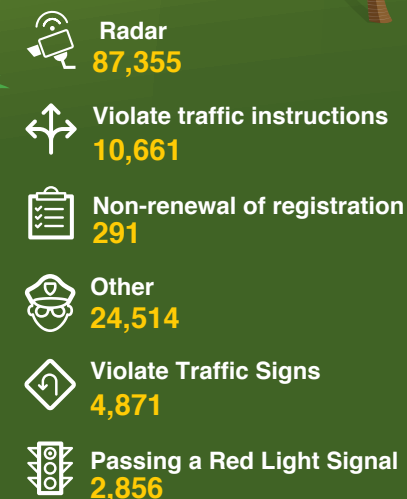 Radar
87,355
Violate traffic instructions
10,661
Non-renewal of registration
291
Other
24,514
Violate Traffic Signs
4,871
Passing a Red Light Signal
2,856